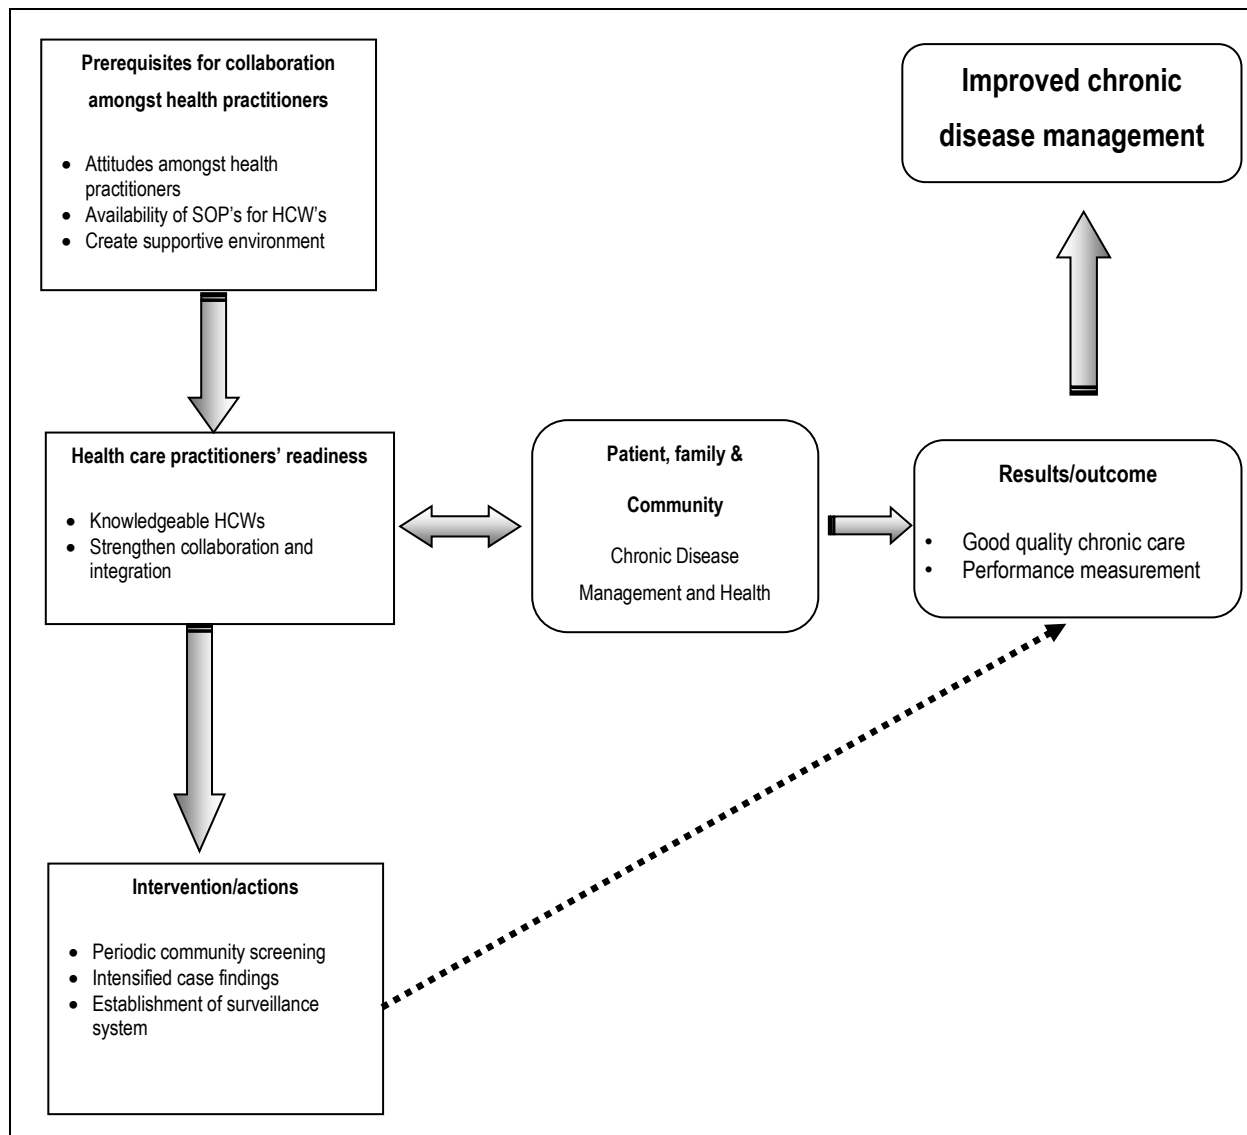 Prerequisites for collaboration
amongst health practitioners
• Attitudes amongst health
practitioners
• Availability of SOP's for HCW's
• Create supportive environment
Improved chronic
disease management
Health care practitioners' readiness
• Knowledgeable HCWs
• Strengthen collaboration and
integration
Patient, family &
Community
Chronic Disease
Management and Health
Results/outcome
• Good quality chronic care
• Performance measurement
Intervention/actions
• Periodic community screening
• Intensified case findings
• Establishment of surveillance
system